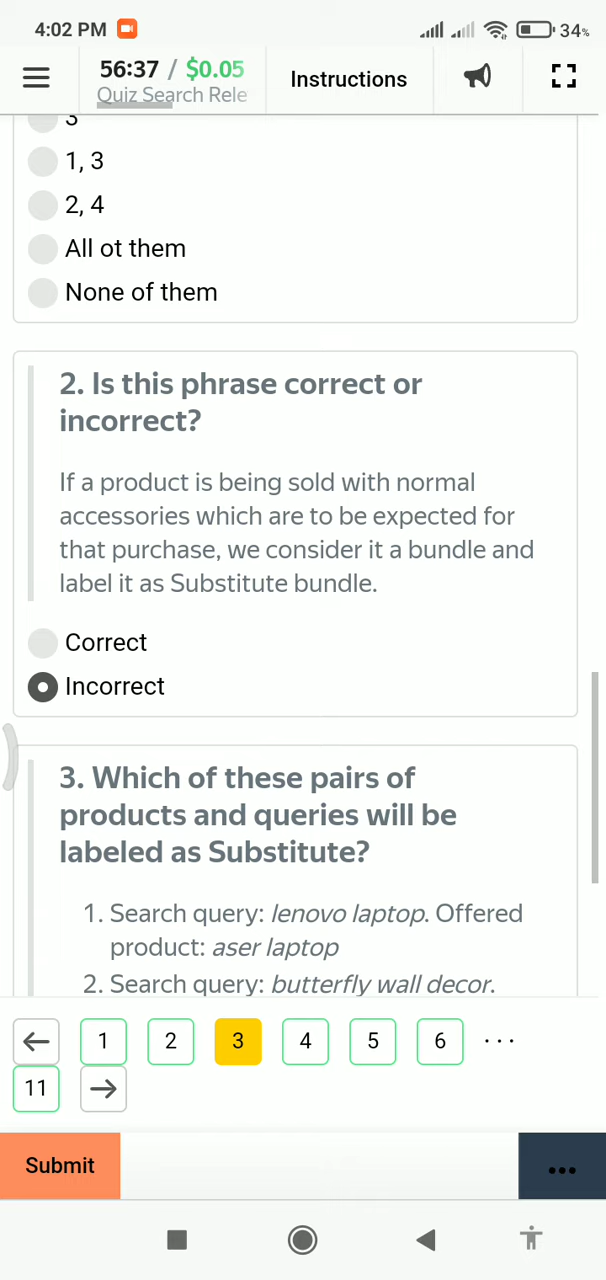 4:02 PM
34%
56:37 / $0.05
Quiz Search Rele
Instructions
3
1, 3
2, 4
All ot them
None of them
2. Is this phrase correct or
incorrect?
If a product is being sold with normal
accessories which are to be expected for
that purchase, we consider it a bundle and
label it as Substitute bundle.
Correct
Incorrect
3. Which of these pairs of
products and queries will be
labeled as Substitute?
1. Search query: lenovo laptop. Offered
product: aser laptop
2. Search query: butterfly wall decor.
1 2 3 4 5 6 ...
11
Submit
...